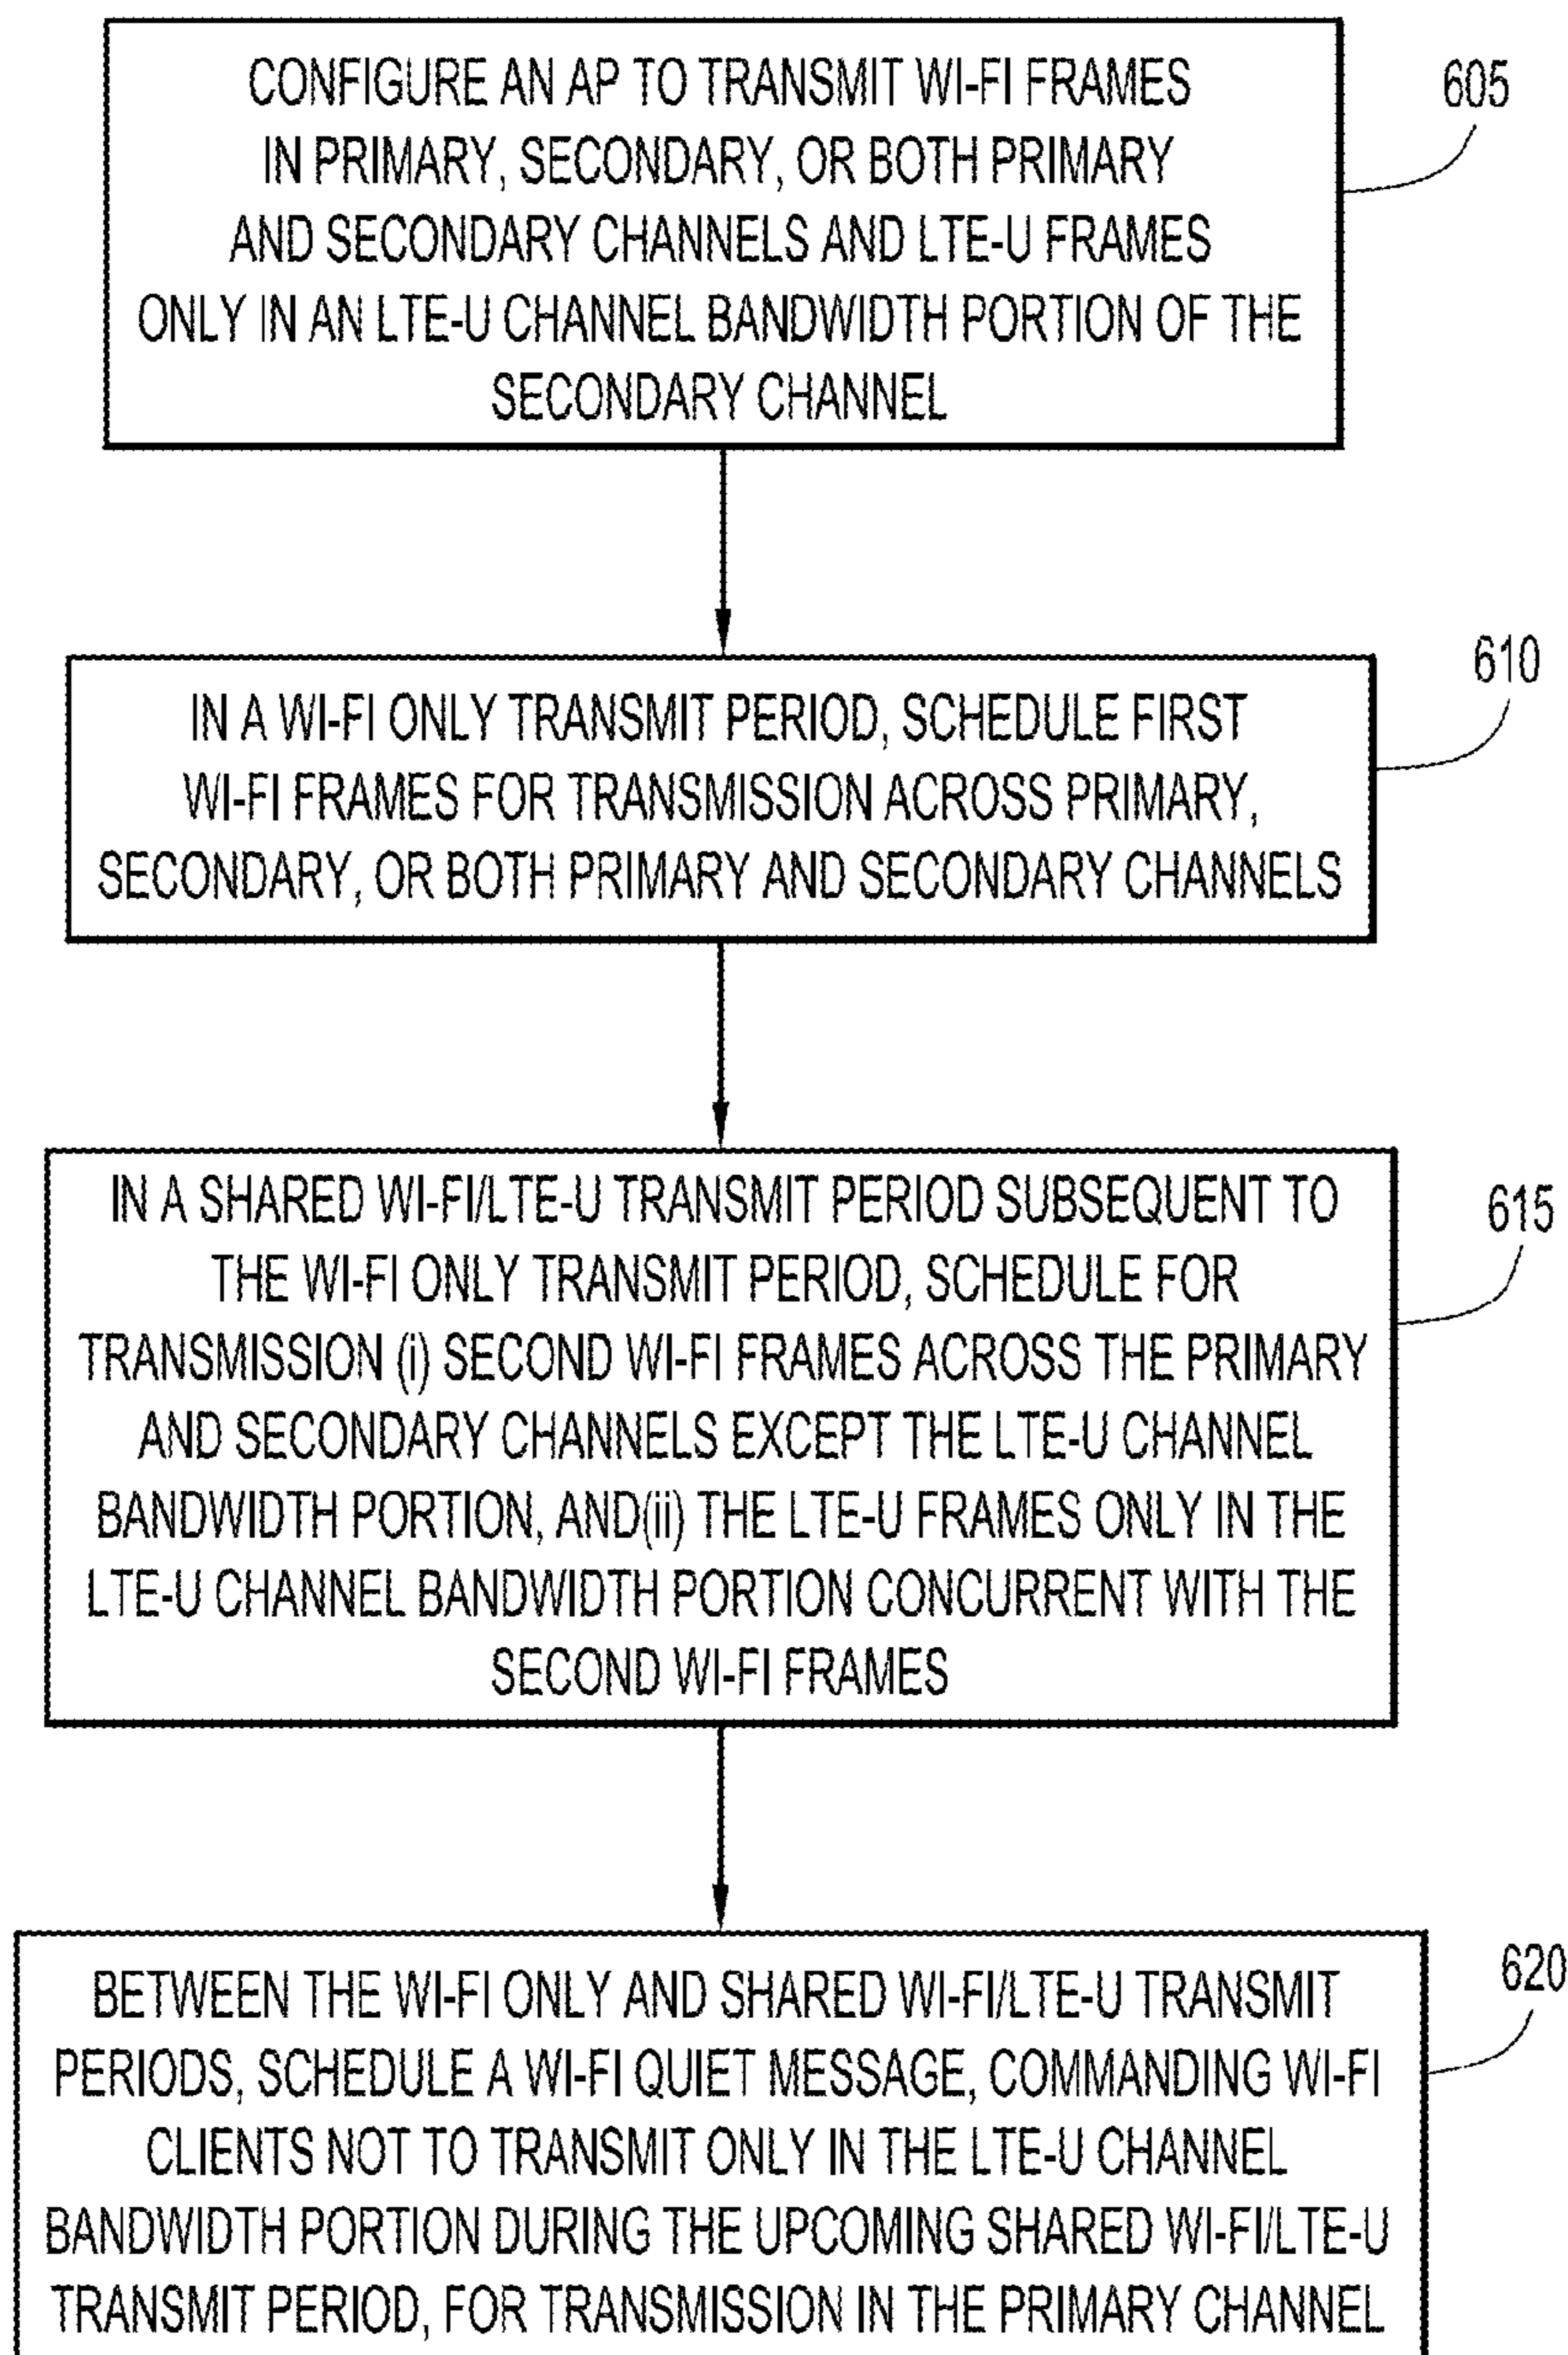 CONFIGURE AN AP TO TRANSMIT WI-FI FRAMES
IN PRIMARY, SECONDARY, OR BOTH PRIMARY
AND SECONDARY CHANNELS AND LTE-U FRAMES
ONLY IN AN LTE-U CHANNEL BANDWIDTH PORTION OF THE
SECONDARY CHANNEL
605
IN A WI-FI ONLY TRANSMIT PERIOD, SCHEDULE FIRST
WI-FI FRAMES FOR TRANSMISSION ACROSS PRIMARY,
SECONDARY, OR BOTH PRIMARY AND SECONDARY CHANNELS
610
IN A SHARED WI-FI/LTE-U TRANSMIT PERIOD SUBSEQUENT TO
THE WI-FI ONLY TRANSMIT PERIOD, SCHEDULE FOR
TRANSMISSION (i) SECOND WI-FI FRAMES ACROSS THE PRIMARY
AND SECONDARY CHANNELS EXCEPT THE LTE-U CHANNEL
BANDWIDTH PORTION, AND(ii) THE LTE-U FRAMES ONLY IN THE
LTE-U CHANNEL BANDWIDTH PORTION CONCURRENT WITH THE
SECOND WI-FI FRAMES
615
BETWEEN THE WI-FI ONLY AND SHARED WI-FI/LTE-U TRANSMIT
PERIODS, SCHEDULE A WI-FI QUIET MESSAGE, COMMANDING WI-FI
CLIENTS NOT TO TRANSMIT ONLY IN THE LTE-U CHANNEL
BANDWIDTH PORTION DURING THE UPCOMING SHARED WI-FI/LTE-U
TRANSMIT PERIOD, FOR TRANSMISSION IN THE PRIMARY CHANNEL
620